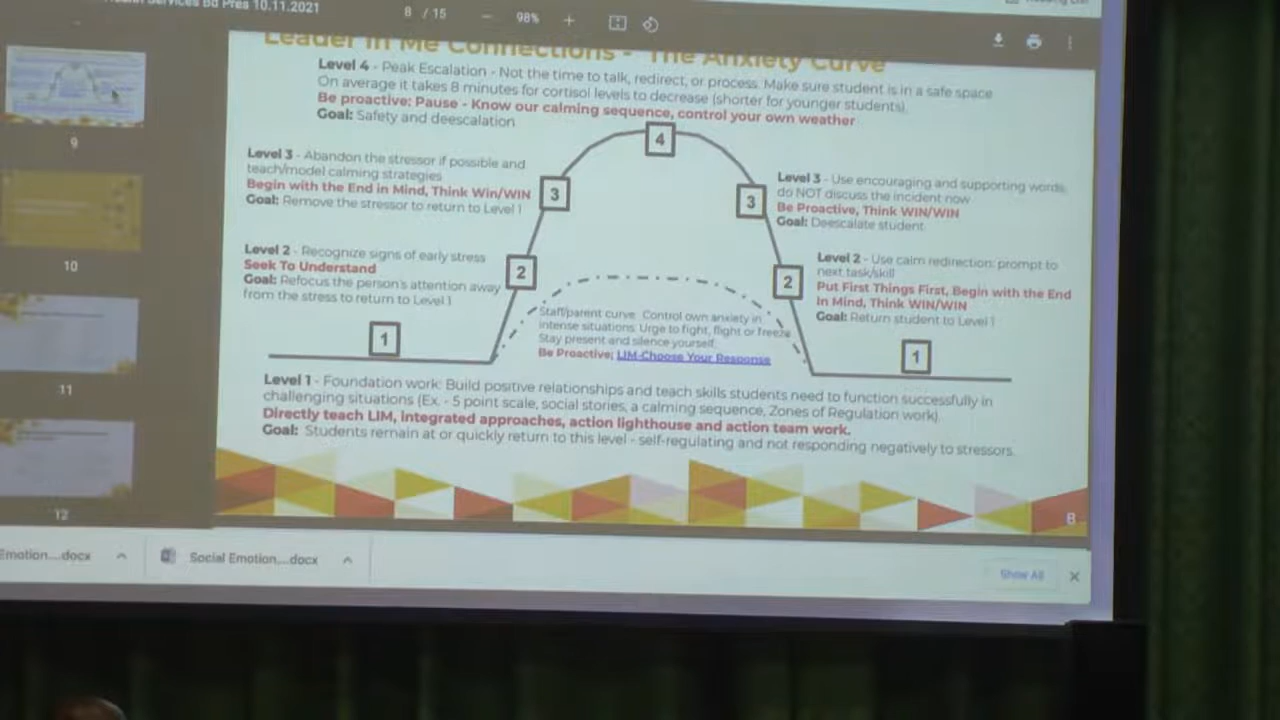 Services Bd Pres 10.11.2021
8 / 15
98%
Leader in Me Connections - The Anxiety Curve
Level 4 - Peak Escalation - Not the time to talk, redirect, or process. Make sure student is in a safe space
On average it takes 8 minutes for cortisol levels to decrease (shorter for younger students).
Be proactive: Pause - Know our calming sequence, control your own weather
Goal: Safety and deescalation
4
Level 3 - Abandon the stressor if possible and
teach/model calming strategies
Begin with the End in Mind, Think Win/WIN
Goal: Remove the stressor to return to Level 1
3
3
Level 3 - Use encouraging and supporting words,
do NOT discuss the incident now
Be Proactive, Think WIN/WIN
Goal: Deescalate student
Level 2 - Recognize signs of early stress
Seek To Understand
Goal: Refocus the person's attention away
from the stress to return to Level 1
2
2
Level 2 - Use calm redirection: prompt to
next task/skill
Put First Things First, Begin with the End
In Mind, Think WIN/WIN
Goal: Return student to Level 1
Staff/parent curve. Control own anxiety in
intense situations. Urge to fight, flight or freeze
Stay present and silence yourself.
Be Proactive; LIM-Choose Your Response
1
1
Level 1 - Foundation work: Build positive relationships and teach skills students need to function successfully in
challenging situations (Ex. - 5 point scale, social stories, a calming sequence, Zones of Regulation work).
Directly teach LIM, integrated approaches, action lighthouse and action team work.
Goal: Students remain at or quickly return to this level - self-regulating and not responding negatively to stressors.
8
9
10
11
12
Emotion....docx
Social Emotion,...docx
Show All